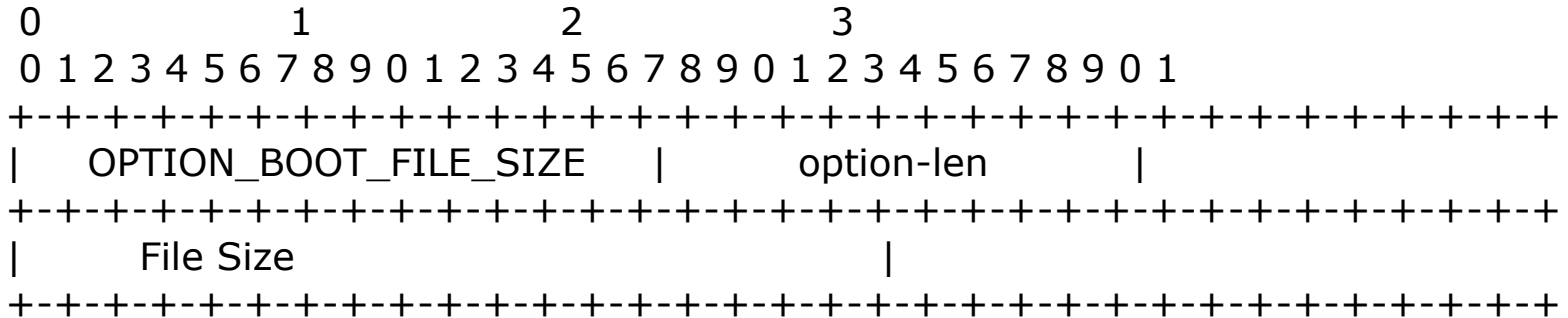 0 1 2 3
0 1 2 3 4 5 6 7 8 9 0 1 2 3 4 5 6 7 8 9 0 1 2 3 4 5 6 7 8 9 0 1
+-+-+-+-+-+-+-+-+-+-+-+-+-+-+-+-+-+-+-+-+-+-+-+-+-+-+-+-+-+-+-+-+
| OPTION_BOOT_FILE_SIZE | option-len |
+-+-+-+-+-+-+-+-+-+-+-+-+-+-+-+-+-+-+-+-+-+-+-+-+-+-+-+-+-+-+-+-+
| File Size |
+-+-+-+-+-+-+-+-+-+-+-+-+-+-+-+-+-+-+-+-+-+-+-+-+-+-+-+-+-+-+-+-+